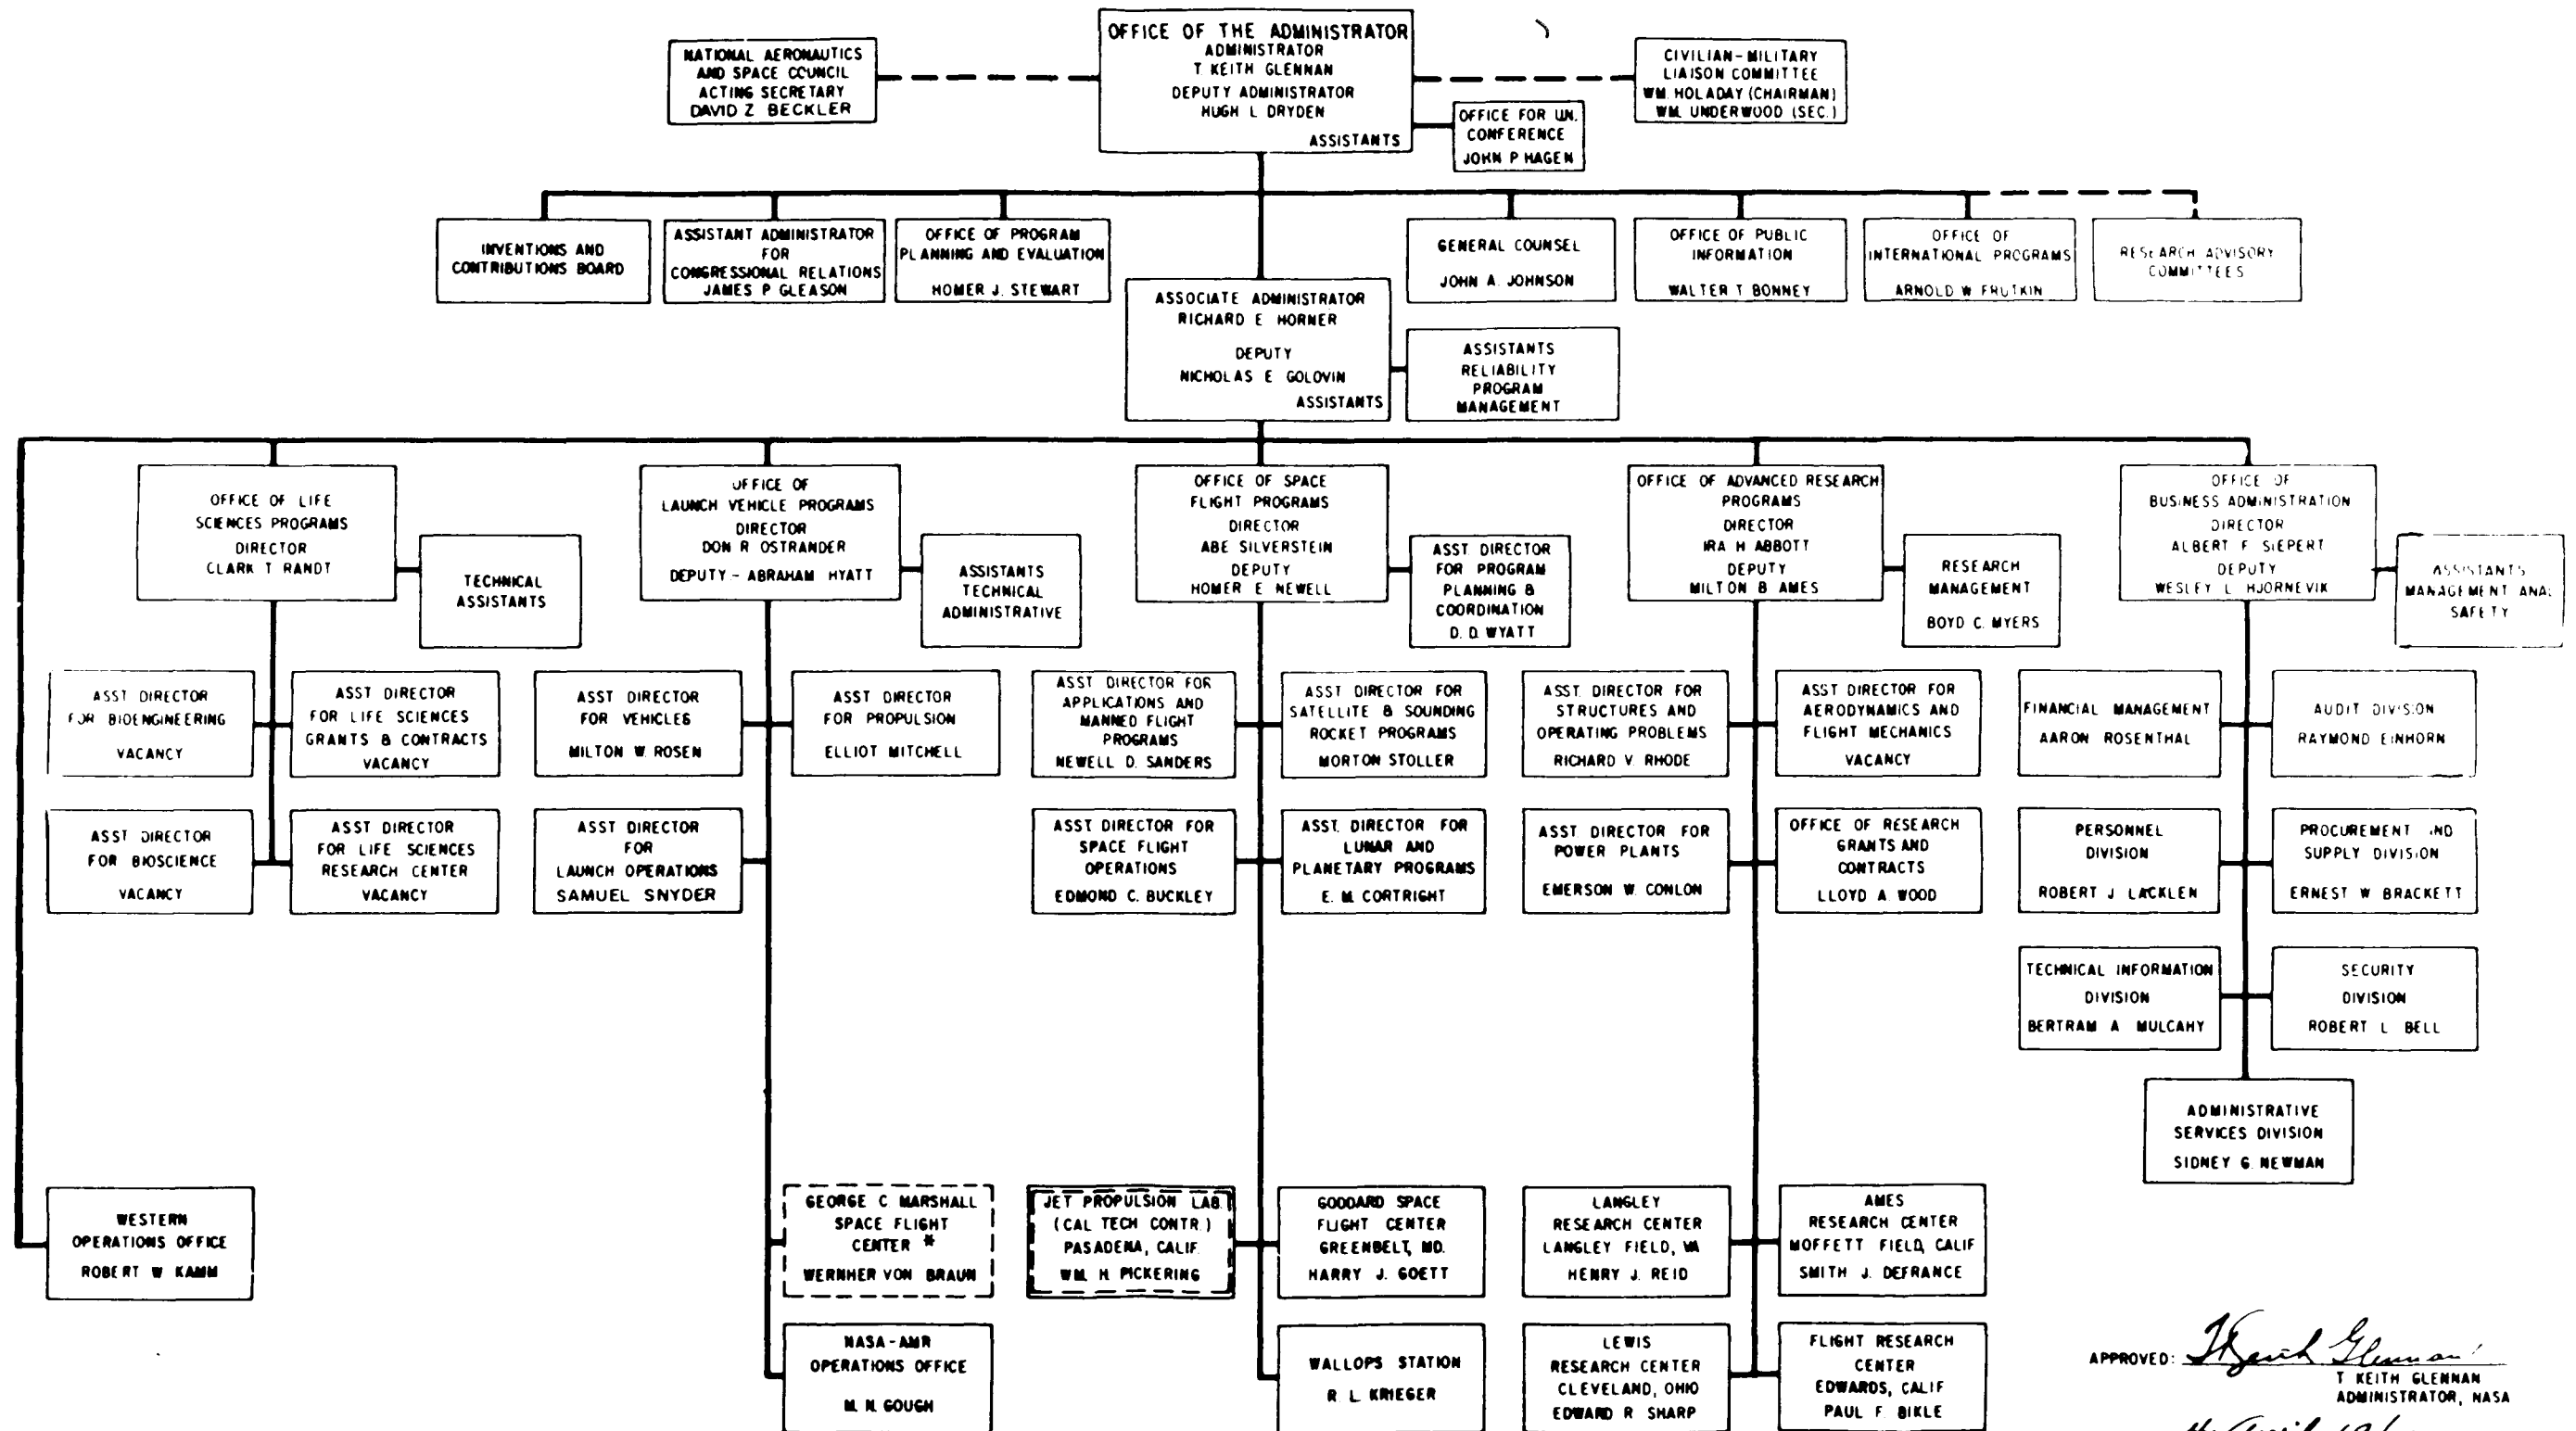 OFFICE OF THE ADMINISTRATOR
ADMINISTRATOR
T KEITH GLENNAN
DEPUTY ADMINISTRATOR
HUGH L DRYDEN
ASSISTANTS
NATIONAL AERONAUTICS
AND SPACE COUNCIL
ACTING SECRETARY
DAVID Z BECKLER
CIVILIAN-MILITARY
LIAISON COMMITTEE
WM. HOLADAY (CHAIRMAN)
WM. UNDERWOOD (SEC.)
OFFICE FOR U.N.
CONFERENCE
JOHN P HAGEN
INVENTIONS AND
CONTRIBUTIONS BOARD
ASSISTANT ADMINISTRATOR
FOR
CONGRESSIONAL RELATIONS
JAMES P GLEASON
OFFICE OF PROGRAM
PLANNING AND EVALUATION
HOMER J. STEWART
GENERAL COUNSEL
JOHN A. JOHNSON
OFFICE OF PUBLIC
INFORMATION
WALTER T BONNEY
OFFICE OF
INTERNATIONAL PROGRAMS
ARNOLD W FRUTKIN
RESEARCH ADVISORY
COMMITTEES
ASSOCIATE ADMINISTRATOR
RICHARD E HORNER
DEPUTY
NICHOLAS E GOLOVIN
ASSISTANTS
ASSISTANTS
RELIABILITY
PROGRAM
MANAGEMENT
OFFICE OF LIFE
SCIENCES PROGRAMS
DIRECTOR
CLARK T RANDT
TECHNICAL
ASSISTANTS
OFFICE OF
LAUNCH VEHICLE PROGRAMS
DIRECTOR
DON R OSTRANDER
DEPUTY - ABRAHAM HYATT
ASSISTANTS
TECHNICAL
ADMINISTRATIVE
OFFICE OF SPACE
FLIGHT PROGRAMS
DIRECTOR
ABE SILVERSTEIN
DEPUTY
HOMER E NEWELL
ASST DIRECTOR
FOR PROGRAM
PLANNING &
COORDINATION
D. D. WYATT
OFFICE OF ADVANCED RESEARCH
PROGRAMS
DIRECTOR
IRA H ABBOTT
DEPUTY
MILTON B AMES
RESEARCH
MANAGEMENT
BOYD C. MYERS
OFFICE OF
BUSINESS ADMINISTRATION
DIRECTOR
ALBERT F SIEPERT
DEPUTY
WESLEY L HJORNEVIK
ASSISTANTS
MANAGEMENT ANAL
SAFETY
ASST DIRECTOR
FOR BIOENGINEERING
VACANCY
ASST DIRECTOR
FOR LIFE SCIENCES
GRANTS & CONTRACTS
VACANCY
ASST DIRECTOR
FOR VEHICLES
MILTON W. ROSEN
ASST DIRECTOR
FOR PROPULSION
ELLIOT MITCHELL
ASST DIRECTOR FOR
APPLICATIONS AND
MANNED FLIGHT
PROGRAMS
NEWELL D. SANDERS
ASST DIRECTOR FOR
SATELLITE & SOUNDING
ROCKET PROGRAMS
MORTON STOLLER
ASST. DIRECTOR FOR
STRUCTURES AND
OPERATING PROBLEMS
RICHARD V. RHODE
ASST DIRECTOR FOR
AERODYNAMICS AND
FLIGHT MECHANICS
VACANCY
FINANCIAL MANAGEMENT
AARON ROSENTHAL
AUDIT DIVISION
RAYMOND EINHORN
ASST DIRECTOR
FOR BIOSCIENCE
VACANCY
ASST DIRECTOR
FOR LIFE SCIENCES
RESEARCH CENTER
VACANCY
ASST DIRECTOR
FOR
LAUNCH OPERATIONS
SAMUEL SNYDER
ASST DIRECTOR FOR
SPACE FLIGHT
OPERATIONS
EDMOND C. BUCKLEY
ASST. DIRECTOR FOR
LUNAR AND
PLANETARY PROGRAMS
E. M. CORTRIGHT
ASST. DIRECTOR FOR
POWER PLANTS
EMERSON W. CONLON
OFFICE OF RESEARCH
GRANTS AND
CONTRACTS
LLOYD A WOOD
PERSONNEL
DIVISION
ROBERT J LACKLEN
PROCUREMENT AND
SUPPLY DIVISION
ERNEST W BRACKETT
TECHNICAL INFORMATION
DIVISION
BERTRAM A MULCAHY
SECURITY
DIVISION
ROBERT L BELL
ADMINISTRATIVE
SERVICES DIVISION
SIDNEY G. NEWMAN
WESTERN
OPERATIONS OFFICE
ROBERT W KAMM
GEORGE C. MARSHALL
SPACE FLIGHT
CENTER *
WERNHER VON BRAUN
JET PROPULSION LAB.
(CAL TECH CONTR.)
PASADENA, CALIF.
WM. H. PICKERING
GODDARD SPACE
FLIGHT CENTER
GREENBELT, MD.
HARRY J. GOETT
LANGLEY
RESEARCH CENTER
LANGLEY FIELD, VA
HENRY J. REID
AMES
RESEARCH CENTER
MOFFETT FIELD, CALIF
SMITH J. DEFRANCE
NASA-AMR
OPERATIONS OFFICE
M. N. GOUGH
WALLOPS STATION
R. L. KRIEGER
LEWIS
RESEARCH CENTER
CLEVELAND, OHIO
EDWARD R SHARP
FLIGHT RESEARCH
CENTER
EDWARDS, CALIF
PAUL F. BIKLE
APPROVED: T Keith Glennan
T KEITH GLENNAN
ADMINISTRATOR, NASA